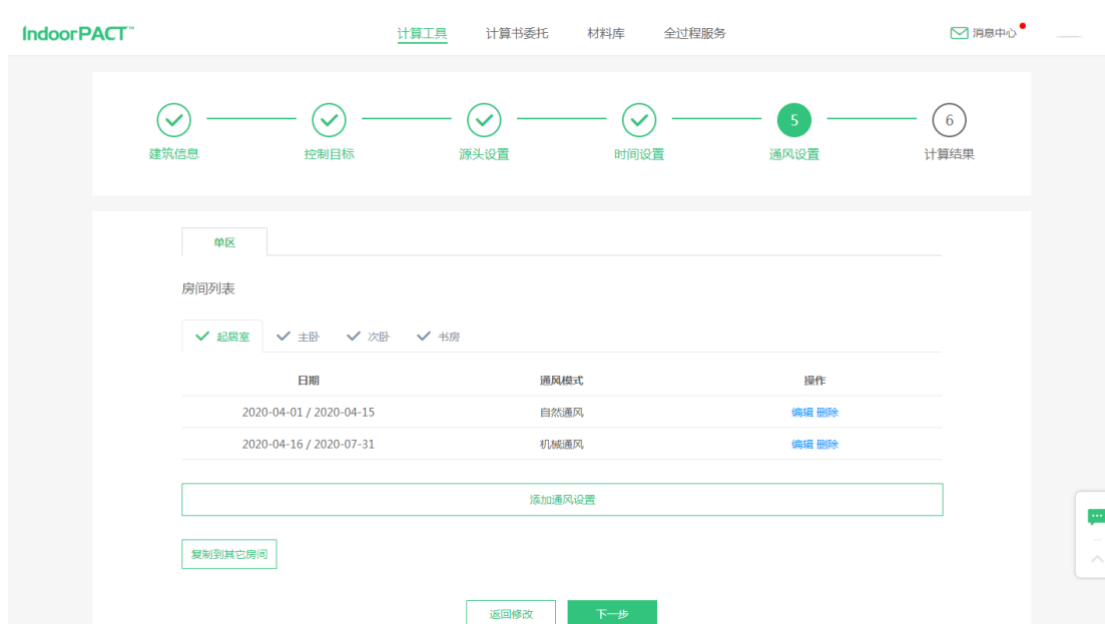 IndoorPACT™ 计算工具 计算书委托 材料库 全过程服务 消息中心
5 6
建筑信息 控制目标 源头设置 时间设置 通风设置 计算结果
单区
房间列表
起居室 主卧 次卧 书房
日期 通风模式 操作
2020-04-01 / 2020-04-15 自然通风 编辑 删除
2020-04-16 / 2020-07-31 机械通风 编辑 删除
添加通风设置
复制到其它房间
返回修改 下一步